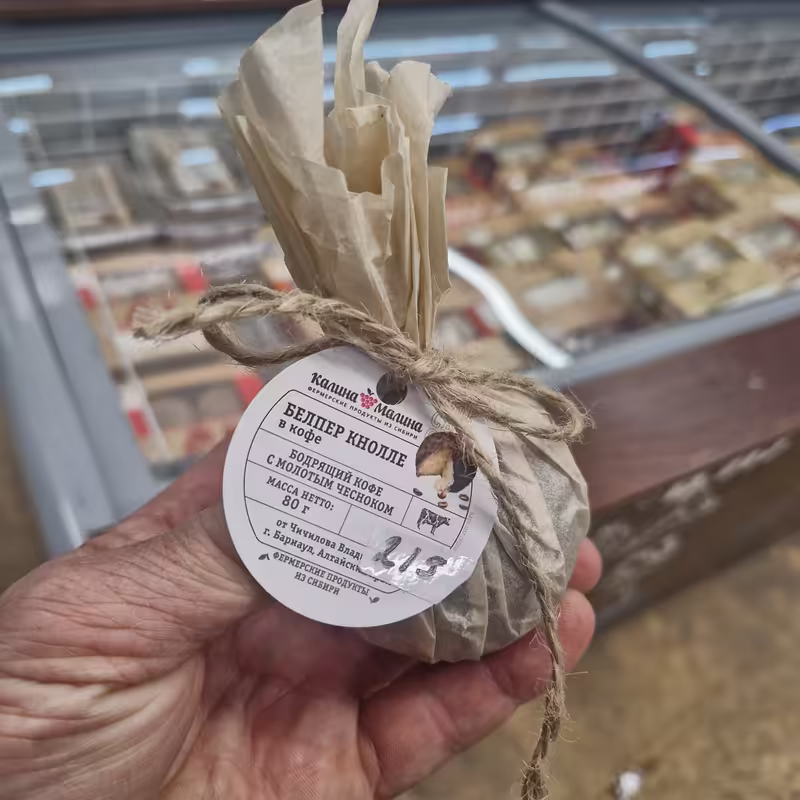 Калина Малина
ФЕРМЕРСКИЕ ПРОДУКТЫ ИЗ СИБИРИ
БЕЛПЕР КНОЛЛЕ
в кофе
БОДРЯЩИЙ КОФЕ
С МОЛОТЫМ ЧЕСНОКОМ
МАССА НЕТТО:
80 г
от Чичилова Влад
г. Барнаул, Алтайский
213
ФЕРМЕРСКИЕ ПРОДУКТЫ
ИЗ СИБИРИ